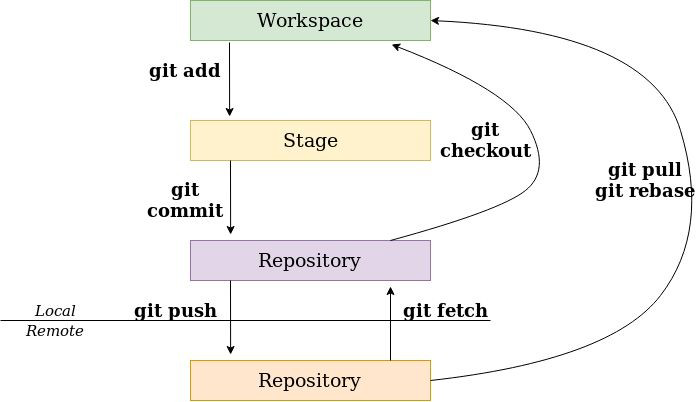 Workspace
git add
Stage
git
checkout
git pull
git rebase
git
commit
Repository
Local
Remote
git push
git fetch
Repository